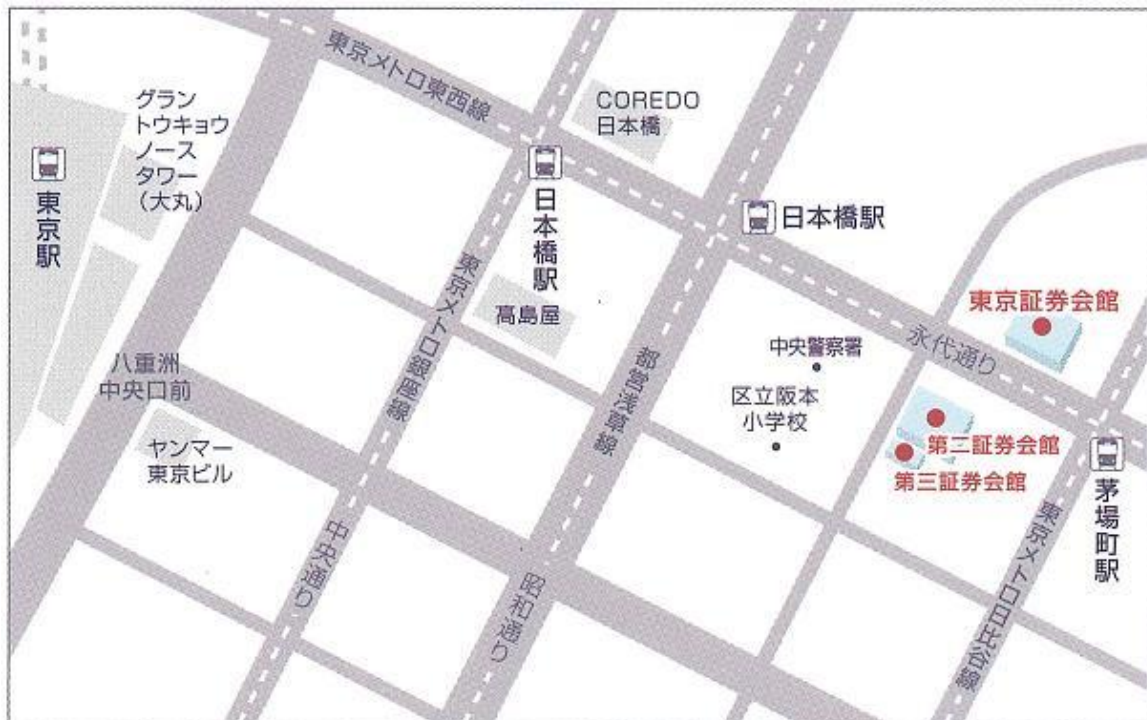 東京メトロ東西線
COREDO
日本橋
グラン
トウキョウ
ノース
タワー
(大丸)
東京駅
日本橋駅
日本橋駅
東京メトロ銀座線
高島屋
東京証券会館
永代通り
中央警察署
都営浅草線
区立阪本
小学校
八重洲
中央口前
第二証券会館
第三証券会館
ヤンマー
東京ビル
茅場町駅
中央通り
昭和通り
東京メトロ日比谷線